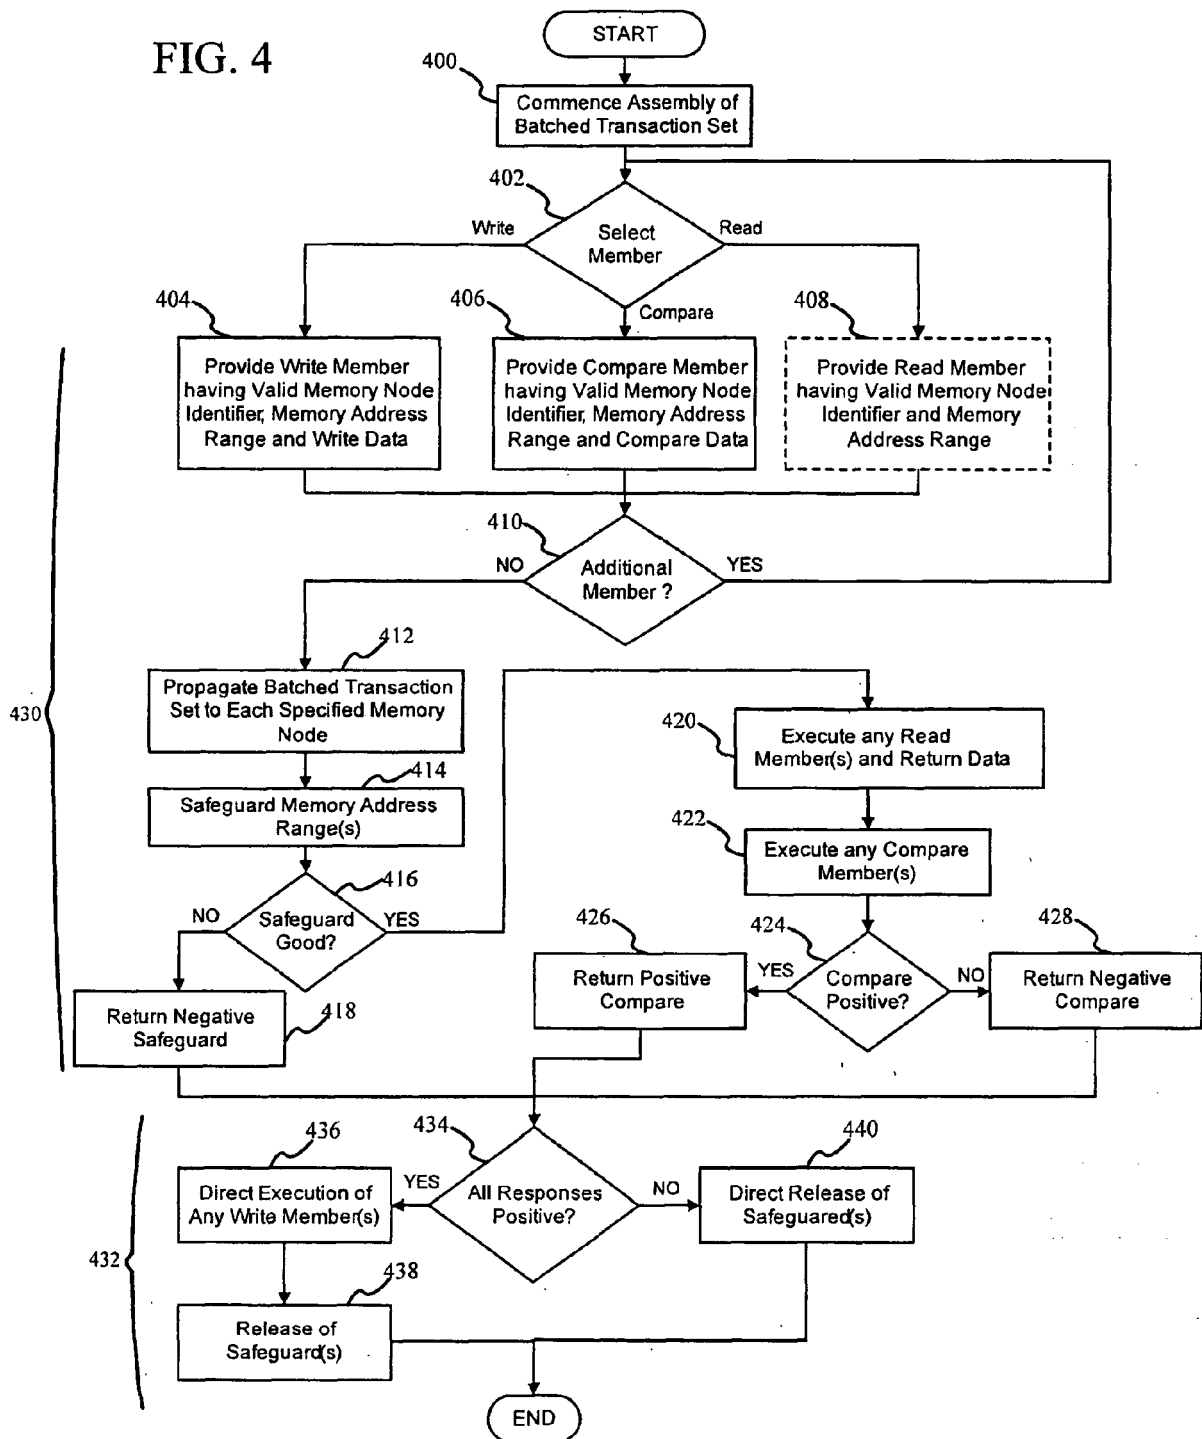 FIG. 4
START
400
Commence Assembly of
Batched Transaction Set
402
Write
Select
Member
Read
Compare
404
Provide Write Member
having Valid Memory Node
Identifier, Memory Address
Range and Write Data
406
Provide Compare Member
having Valid Memory Node
Identifier, Memory Address
Range and Compare Data
408
Provide Read Member
having Valid Memory Node
Identifier and Memory
Address Range
410
NO
Additional
Member ?
YES
412
Propagate Batched Transaction
Set to Each Specified Memory
Node
430
414
Safeguard Memory Address
Range(s)
416
NO
Safeguard
Good?
YES
418
Return Negative
Safeguard
420
Execute any Read
Member(s) and Return Data
422
Execute any Compare
Member(s)
424
YES
Compare
Positive?
NO
426
Return Positive
Compare
428
Return Negative
Compare
432
434
YES
All Responses
Positive?
NO
436
Direct Execution of
Any Write Member(s)
440
Direct Release of
Safeguared(s)
438
Release of
Safeguard(s)
END